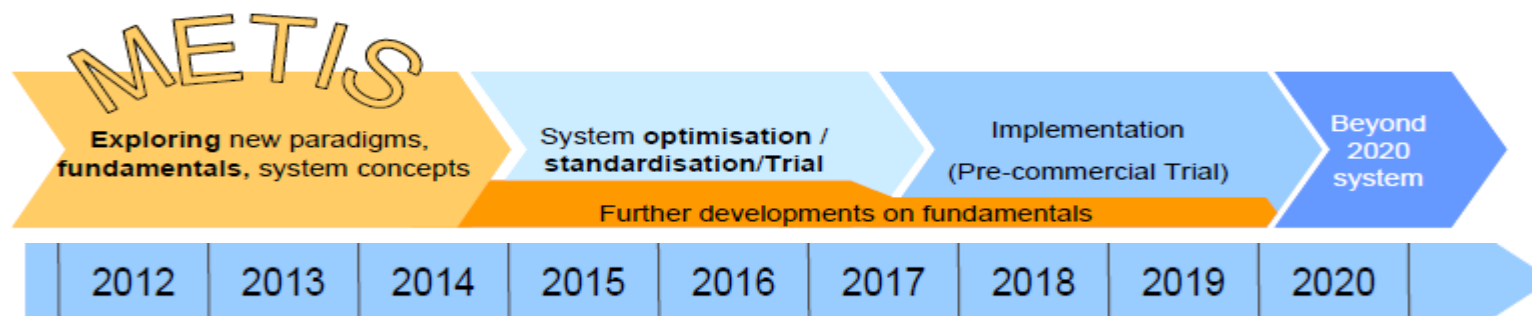 METIS
Exploring new paradigms,
fundamentals, system concepts
System optimisation /
standardisation/Trial
Implementation
(Pre-commercial Trial)
Beyond
2020
system
Further developments on fundamentals
2012 2013 2014 2015 2016 2017 2018 2019 2020